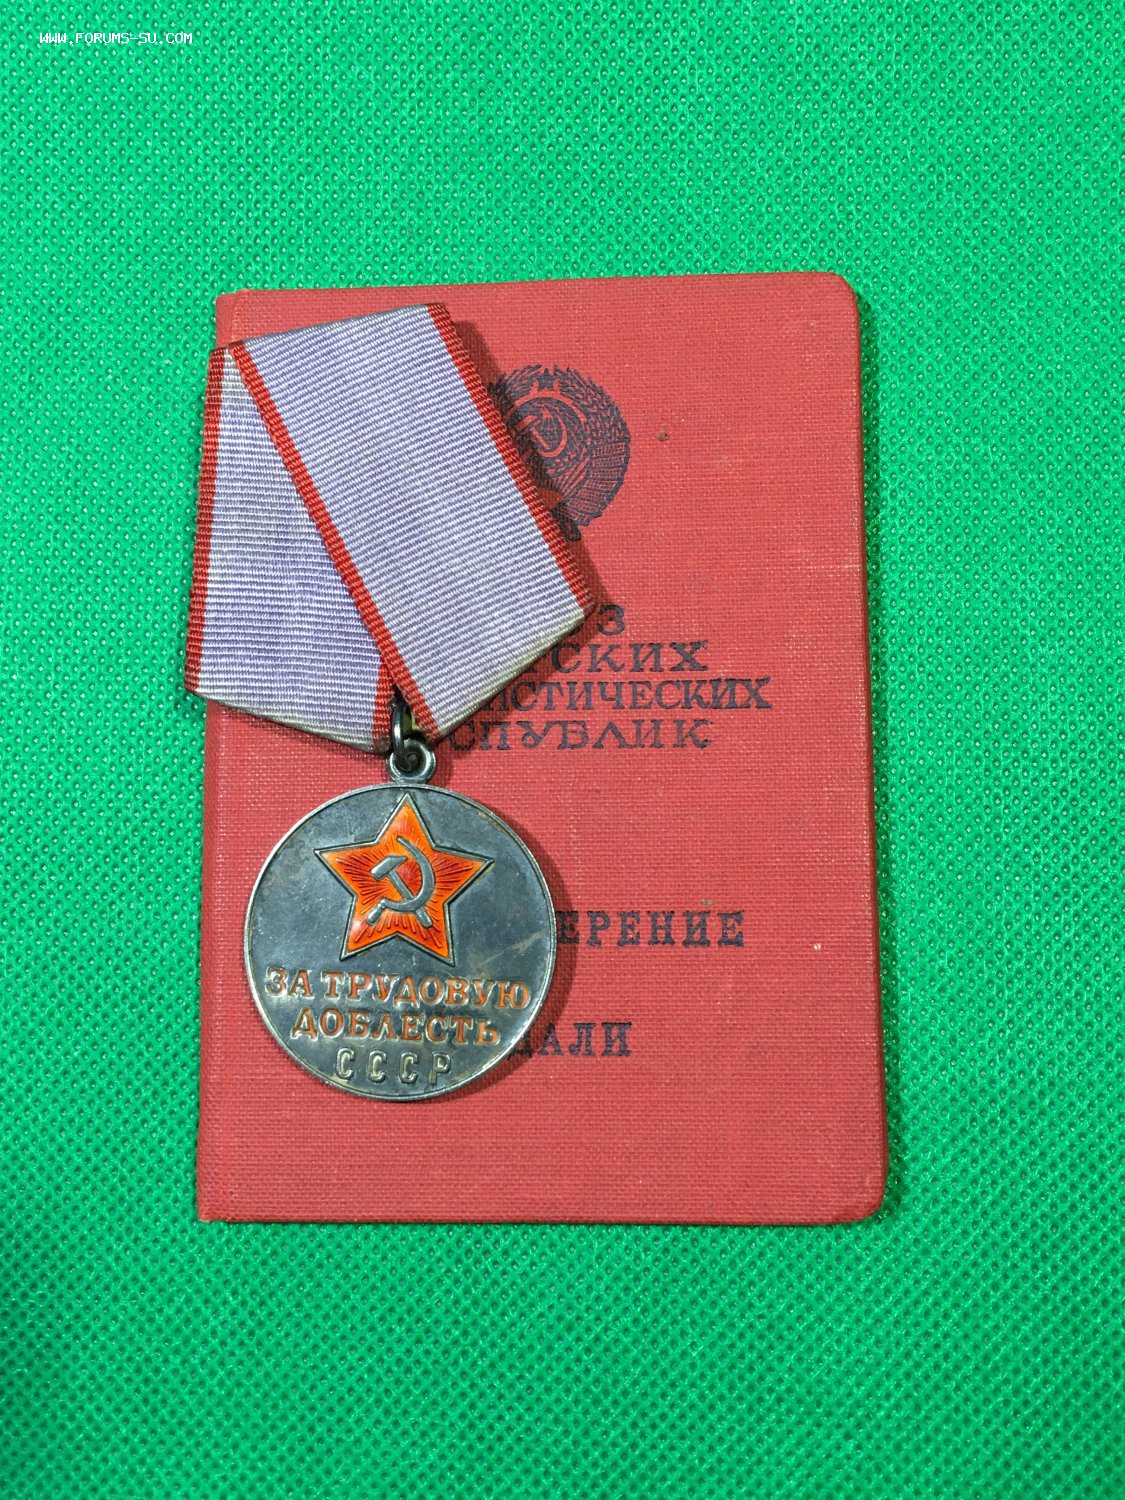 WWW.FORUMS-SU.COM
З
СКИХ
ИСТИЧЕСКИХ
СПУБЛИК
ЕРЕНИЕ
ДАЛИ
ЗА ТРУДОВУЮ
ДОБЛЕСТЬ
СССР